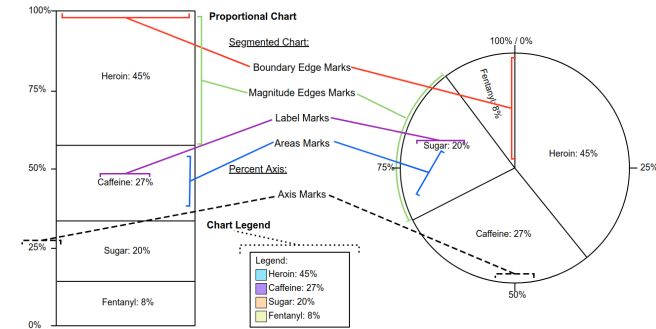 100%
Proportional Chart
Segmented Chart:
100% / 0%
Boundary Edge Marks
Heroin: 45%
Fentanyl: 8%
75%
Magnitude Edges Marks
Label Marks
Sugar: 20%
Areas Marks
Heroin: 45%
50%
Percent Axis:
75%
25%
Caffeine: 27%
Axis Marks
Chart Legend
Caffeine: 27%
25%
Sugar: 20%
Legend:
Heroin: 45%
Caffeine: 27%
Sugar: 20%
Fentanyl: 8%
50%
Fentanyl: 8%
0%